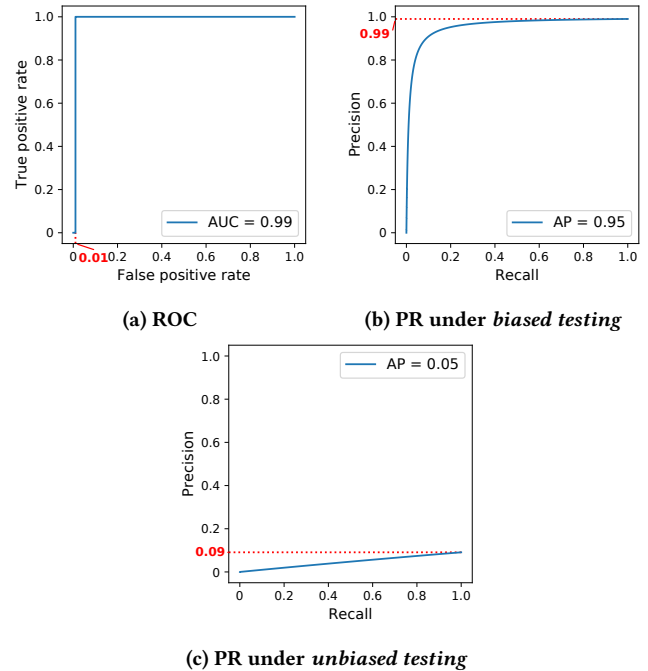 1.0
0.8
0.6
0.4
0.2
0
True positive rate
AUC = 0.99
0 0.2 0.4 0.6 0.8 1.0
0.01
False positive rate
(a) ROC
1.0
0.99
0.8
0.6
0.4
0.2
0
Precision
AP = 0.95
0 0.2 0.4 0.6 0.8 1.0
Recall
(b) PR under biased testing
1.0
0.8
0.6
0.4
0.2
0.09
0
Precision
AP = 0.05
0 0.2 0.4 0.6 0.8 1.0
Recall
(c) PR under unbiased testing